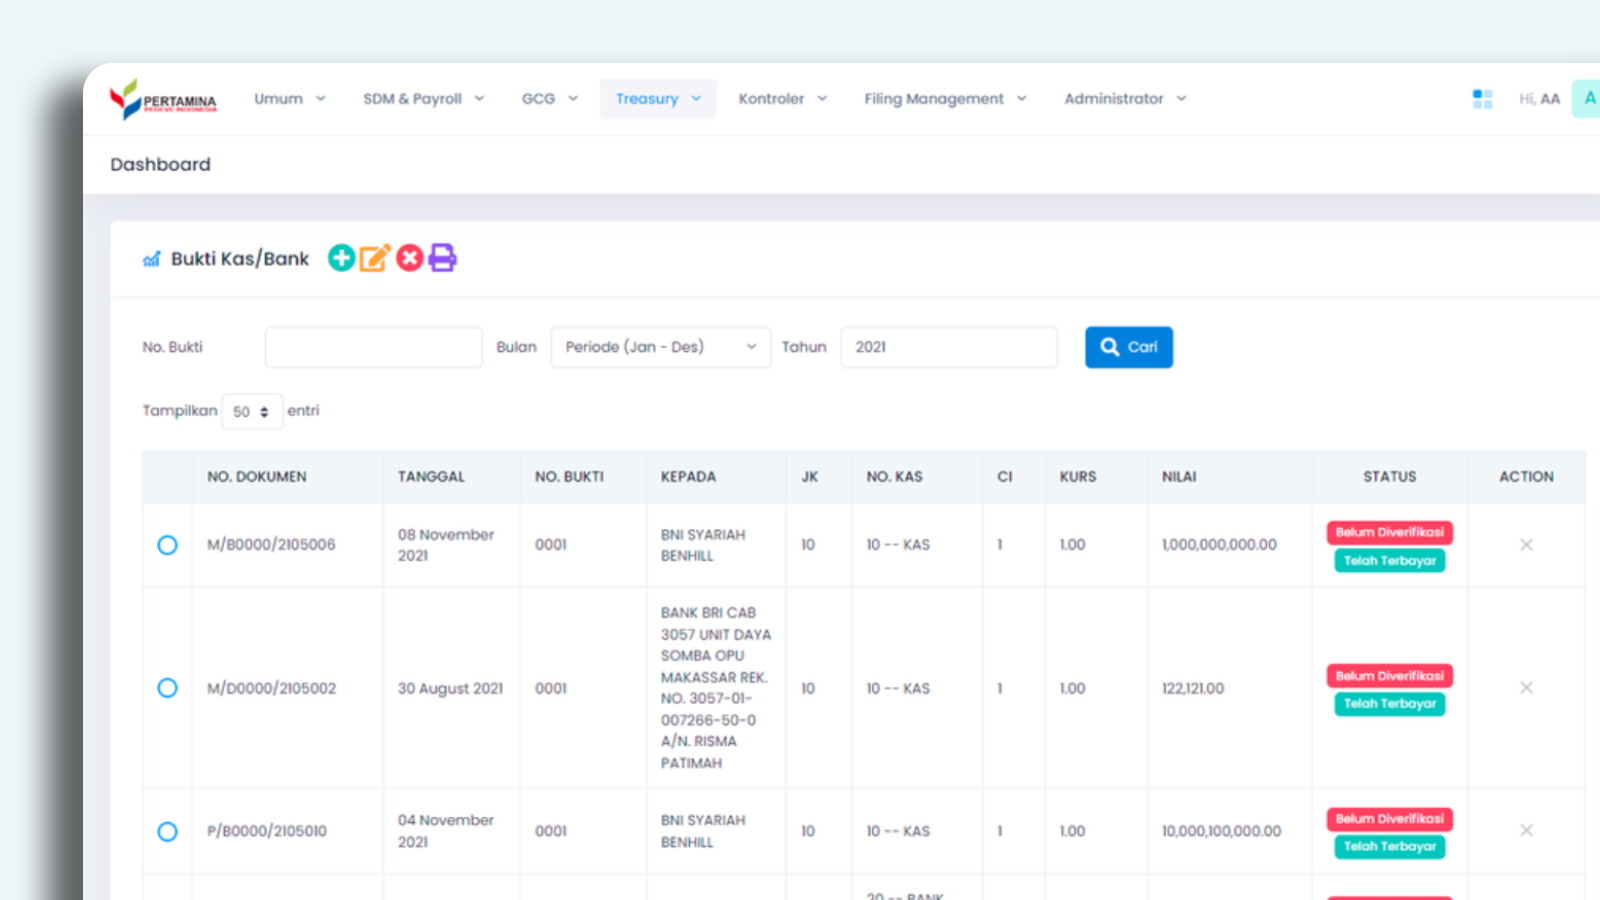 PERTAMINA
PEDEVE INDONESIA
Umum SDM & Payroll GCG Treasury Kontroler Filing Management Administrator Hi, AA A
Dashboard
Bukti Kas/Bank
No. Bukti Bulan Periode (Jan - Des) Tahun 2021 Cari
Tampilkan 50 entri
NO. DOKUMEN TANGGAL NO. BUKTI KEPADA JK NO. KAS CI KURS NILAI STATUS ACTION
M/B0000/2105006 08 November 2021 0001 BNI SYARIAH BENHILL 10 10 -- KAS 1 1.00 1,000,000,000.00 Belum Diverifikasi Telah Terbayar
M/D0000/2105002 30 August 2021 0001 BANK BRI CAB 3057 UNIT DAYA SOMBA OPU MAKASSAR REK. NO. 3057-01-007266-50-0 A/N. RISMA PATIMAH 10 10 -- KAS 1 1.00 122,121.00 Belum Diverifikasi Telah Terbayar
P/B0000/2105010 04 November 2021 0001 BNI SYARIAH BENHILL 10 10 -- KAS 1 1.00 10,000,100,000.00 Belum Diverifikasi Telah Terbayar
20 -- BANK